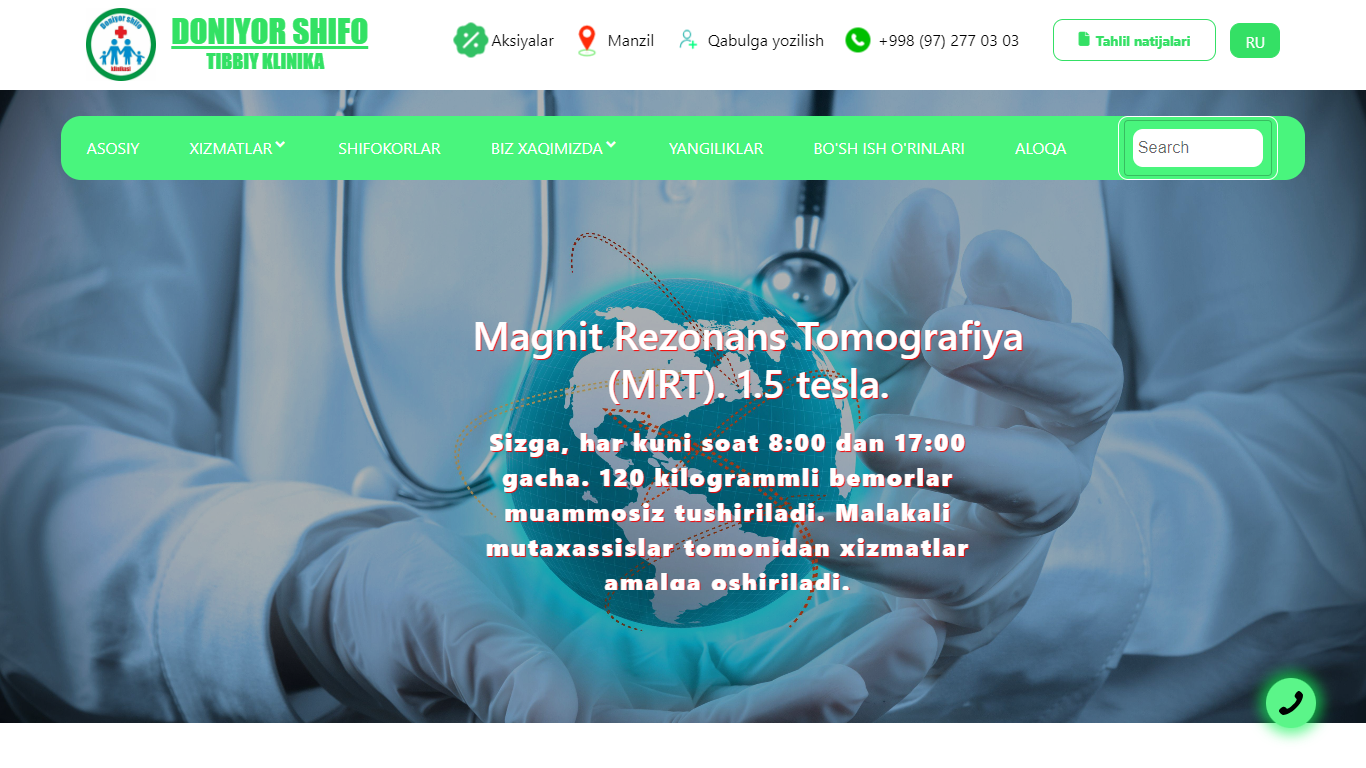 Doniyor shifo
klinikasi
DONIYOR SHIFO
TIBBIY KLINIKA
Aksiyalar
Manzil
Qabulga yozilish
+998 (97) 277 03 03
Tahlil natijalari
RU
ASOSIY
XIZMATLAR
SHIFOKORLAR
BIZ XAQIMIZDA
YANGILIKLAR
BO'SH ISH O'RINLARI
ALOQA
Search
Magnit Rezonans Tomografiya
(MRT). 1.5 tesla.
Sizga, har kuni soat 8:00 dan 17:00
gacha. 120 kilogrammli bemorlar
muammosiz tushiriladi. Malakali
mutaxassislar tomonidan xizmatlar
amalga oshiriladi.